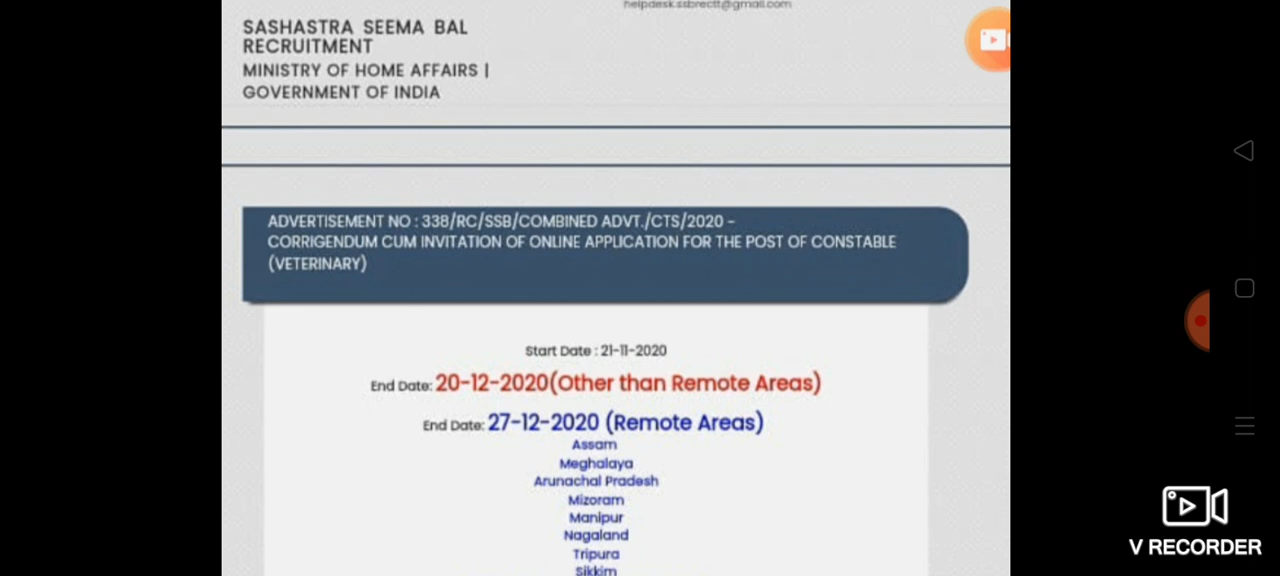 helpdesk.ssbrectt@gmail.com
SASHASTRA SEEMA BAL
RECRUITMENT
MINISTRY OF HOME AFFAIRS |
GOVERNMENT OF INDIA
ADVERTISEMENT NO : 338/RC/SSB/COMBINED ADVT./CTS/2020 -
CORRIGENDUM CUM INVITATION OF ONLINE APPLICATION FOR THE POST OF CONSTABLE
(VETERINARY)
Start Date : 21-11-2020
End Date: 20-12-2020(Other than Remote Areas)
End Date: 27-12-2020 (Remote Areas)
Assam
Meghalaya
Arunachal Pradesh
Mizoram
Manipur
Nagaland
Tripura
Sikkim
V RECORDER